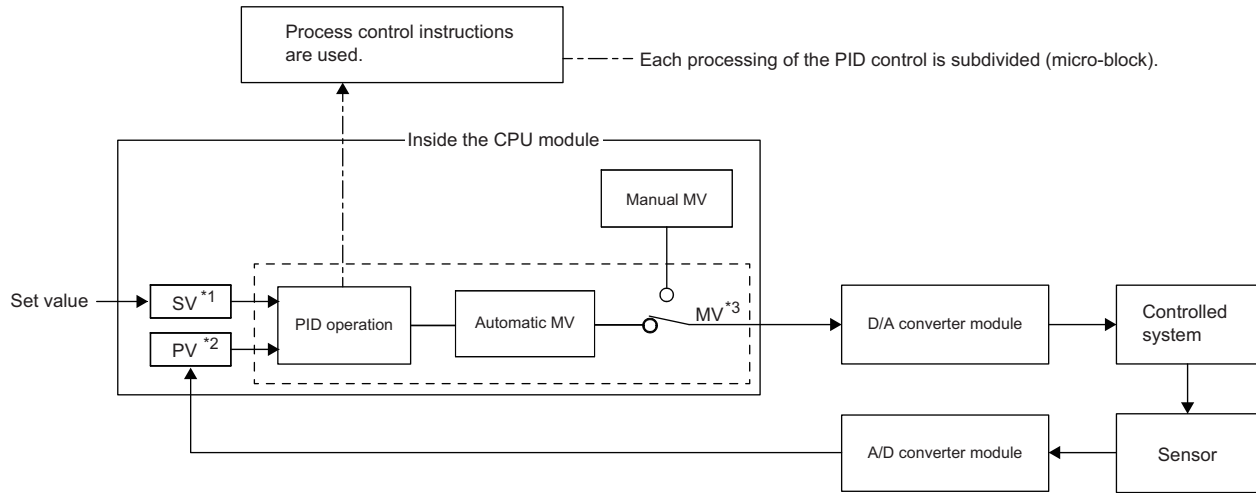 Process control instructions
are used.
Each processing of the PID control is subdivided (micro-block).
Inside the CPU module
Manual MV
Set value
SV *1
PV *2
PID operation
Automatic MV
MV*3
D/A converter module
Controlled
system
A/D converter module
Sensor